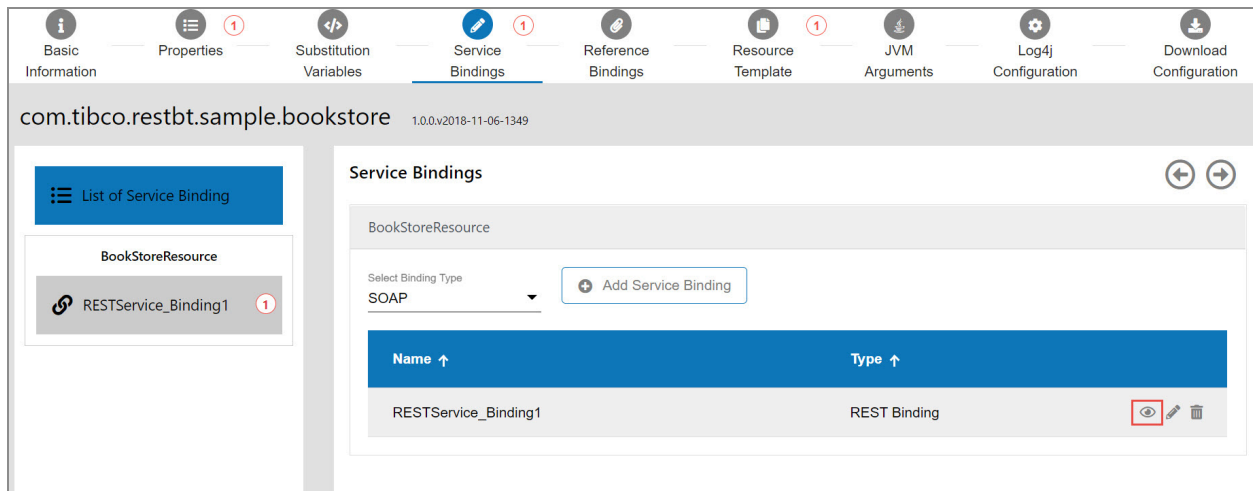 1
1
1
Basic
Properties
Substitution
Service
Reference
Resource
JVM
Log4j
Download
Information
Variables
Bindings
Bindings
Template
Arguments
Configuration
Configuration
com.tibco.restbt.sample.bookstore 1.0.0.v2018-11-06-1349
List of Service Binding
BookStoreResource
RESTService_Binding1 1
Service Bindings
BookStoreResource
Select Binding Type
SOAP
Add Service Binding
Name Type
RESTService_Binding1 REST Binding